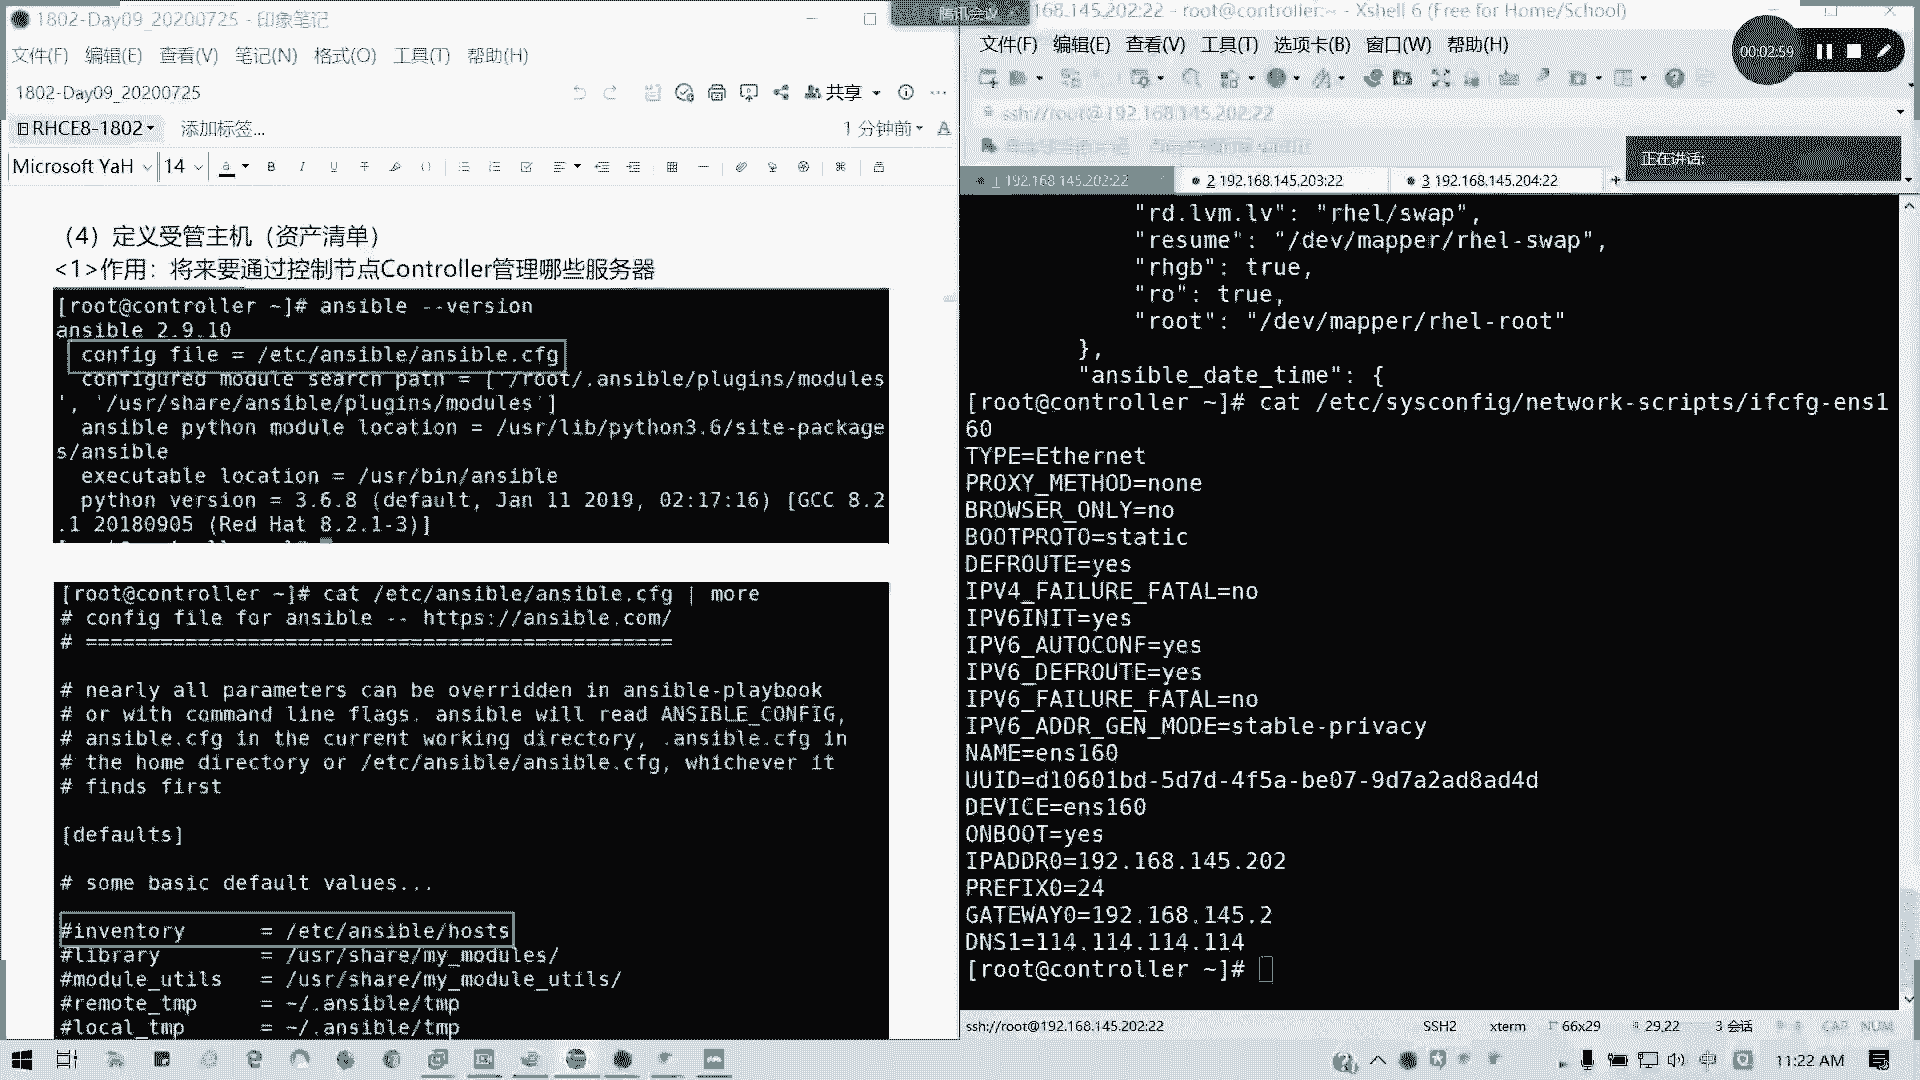 1802-Day09_20200725 - 印象笔记
文件(F) 编辑(E) 查看(V) 笔记(N) 格式(O) 工具(T) 帮助(H)
1802-Day09_20200725
共享
RHCE8-1802
添加标签...
1 分钟前
Microsoft YaH 14
（4）定义受管主机（资产清单）
<1>作用：将来要通过控制节点Controller管理哪些服务器
[root@controller ~]# ansible --version
ansible 2.9.10
config file = /etc/ansible/ansible.cfg
configured module search path = ['/root/.ansible/plugins/modules
', '/usr/share/ansible/plugins/modules']
ansible python module location = /usr/lib/python3.6/site-package
s/ansible
executable location = /usr/bin/ansible
python version = 3.6.8 (default, Jan 11 2019, 02:17:16) [GCC 8.2
.1 20180905 (Red Hat 8.2.1-3)]
[root@controller ~]# cat /etc/ansible/ansible.cfg | more
# config file for ansible -- https://ansible.com/
# ===============================================
# nearly all parameters can be overridden in ansible-playbook
# or with command line flags. ansible will read ANSIBLE_CONFIG,
# ansible.cfg in the current working directory, .ansible.cfg in
# the home directory or /etc/ansible/ansible.cfg, whichever it
# finds first
[defaults]
# some basic default values...
#inventory = /etc/ansible/hosts
#library = /usr/share/my_modules/
#module_utils = /usr/share/my_module_utils/
#remote_tmp = ~/.ansible/tmp
#local_tmp = ~/.ansible/tmp
腾讯会议
168.145.202:22 - root@controller:~ - Xshell 6 (Free for Home/School)
文件(F) 编辑(E) 查看(V) 工具(T) 选项卡(B) 窗口(W) 帮助(H)
00:02:59
ssh://root@192.168.145.202:22
正在讲话:
1 192.168.145.202:22
2 192.168.145.203:22
3 192.168.145.204:22
"rd.lvm.lv": "rhel/swap",
"resume": "/dev/mapper/rhel-swap",
"rhgb": true,
"ro": true,
"root": "/dev/mapper/rhel-root"
},
"ansible_date_time": {
[root@controller ~]# cat /etc/sysconfig/network-scripts/ifcfg-ens1
60
TYPE=Ethernet
PROXY_METHOD=none
BROWSER_ONLY=no
BOOTPROTO=static
DEFROUTE=yes
IPV4_FAILURE_FATAL=no
IPV6INIT=yes
IPV6_AUTOCONF=yes
IPV6_DEFROUTE=yes
IPV6_FAILURE_FATAL=no
IPV6_ADDR_GEN_MODE=stable-privacy
NAME=ens160
UUID=d10601bd-5d7d-4f5a-be07-9d7a2ad8ad4d
DEVICE=ens160
ONBOOT=yes
IPADDR0=192.168.145.202
PREFIX0=24
GATEWAY0=192.168.145.2
DNS1=114.114.114.114
[root@controller ~]#
ssh://root@192.168.145.202:22 SSH2 xterm 66x29 29,22 3 会话 CAP NUM
中
11:22 AM